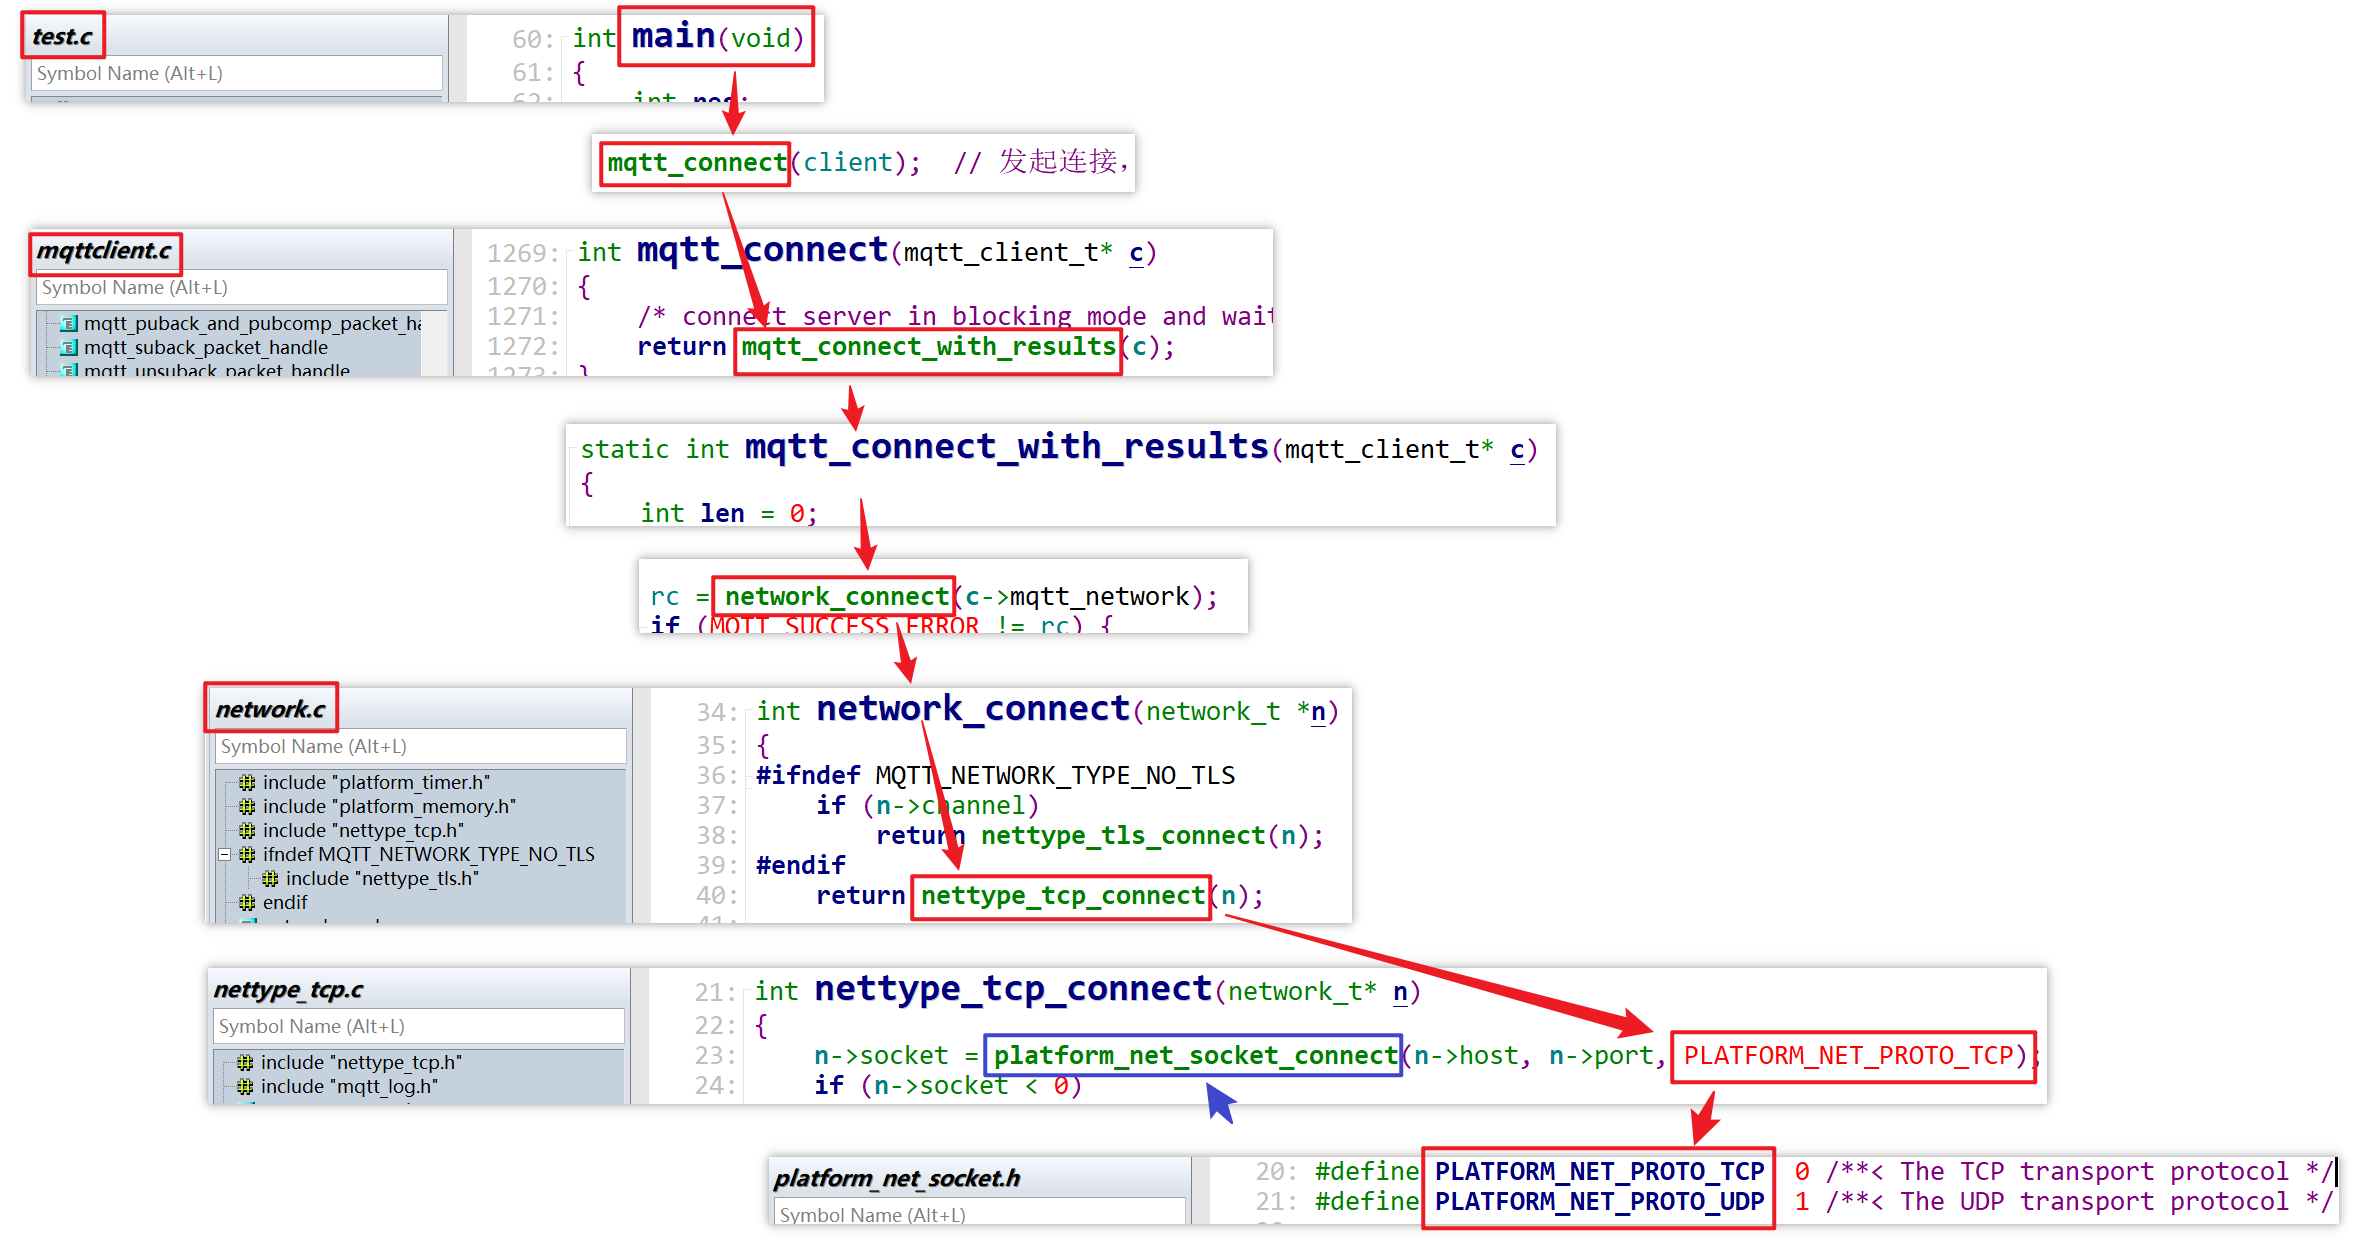 test.c
Symbol Name (Alt+L)
60: int main(void)
61: {
62: int res;
mqtt_connect(client);  // 发起连接，
mqttclient.c
Symbol Name (Alt+L)
mqtt_puback_and_pubcomp_packet_ha
mqtt_suback_packet_handle
mqtt_unsuback_packet_handle
1269: int mqtt_connect(mqtt_client_t* c)
1270: {
1271: /* connect server in blocking mode and wait
1272: return mqtt_connect_with_results(c);
1273: }
static int mqtt_connect_with_results(mqtt_client_t* c)
{
int len = 0;
rc = network_connect(c->mqtt_network);
if (MQTT_SUCCESS_ERROR != rc) {
network.c
Symbol Name (Alt+L)
include "platform_timer.h"
include "platform_memory.h"
include "nettype_tcp.h"
ifndef MQTT_NETWORK_TYPE_NO_TLS
include "nettype_tls.h"
endif
34: int network_connect(network_t *n)
35: {
36: #ifndef MQTT_NETWORK_TYPE_NO_TLS
37: if (n->channel)
38: return nettype_tls_connect(n);
39: #endif
40: return nettype_tcp_connect(n);
41:
nettype_tcp.c
Symbol Name (Alt+L)
include "nettype_tcp.h"
include "mqtt_log.h"
21: int nettype_tcp_connect(network_t* n)
22: {
23: n->socket = platform_net_socket_connect(n->host, n->port, PLATFORM_NET_PROTO_TCP);
24: if (n->socket < 0)
platform_net_socket.h
Symbol Name (Alt+L)
20: #define PLATFORM_NET_PROTO_TCP 0 /**< The TCP transport protocol */
21: #define PLATFORM_NET_PROTO_UDP 1 /**< The UDP transport protocol */